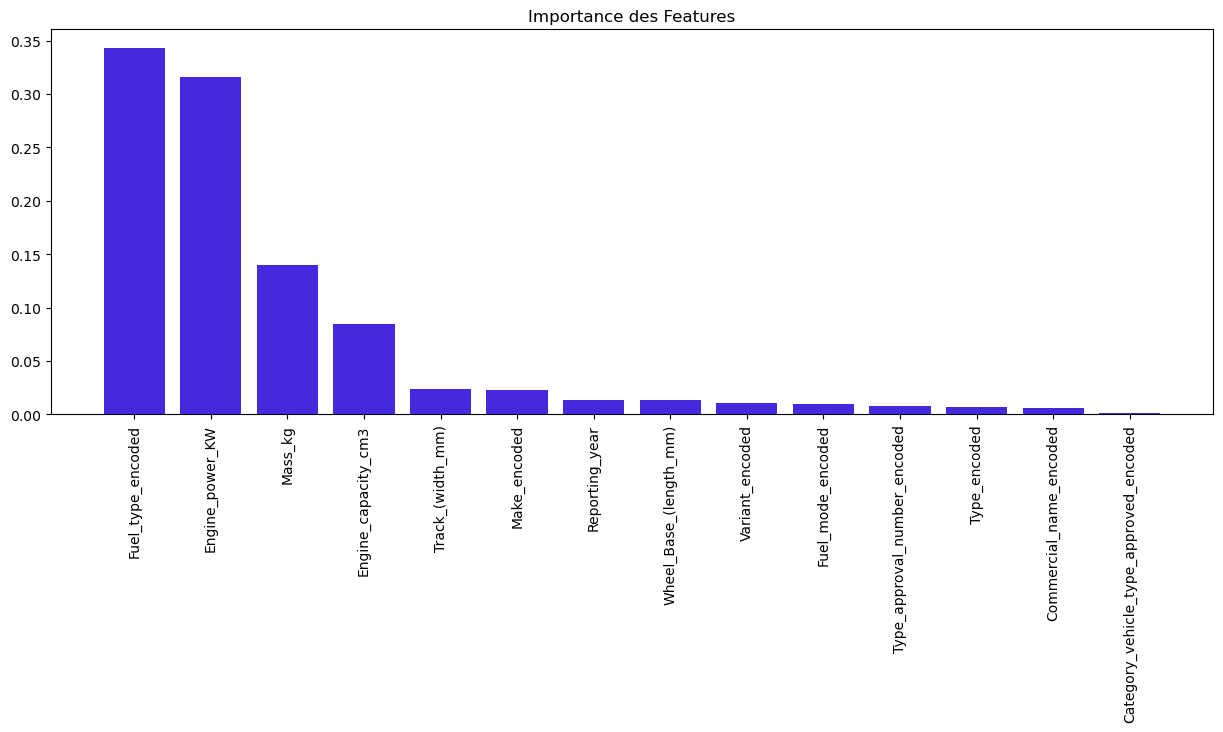 Importance des Features
0.35
0.30
0.25
0.20
0.15
0.10
0.05
0.00
Fuel_type_encoded
Engine_power_KW
Mass_kg
Engine_capacity_cm3
Track_(width_mm)
Make_encoded
Reporting_year
Wheel_Base_(length_mm)
Variant_encoded
Fuel_mode_encoded
Type_approval_number_encoded
Type_encoded
Commercial_name_encoded
Category_vehicle_type_approved_encoded